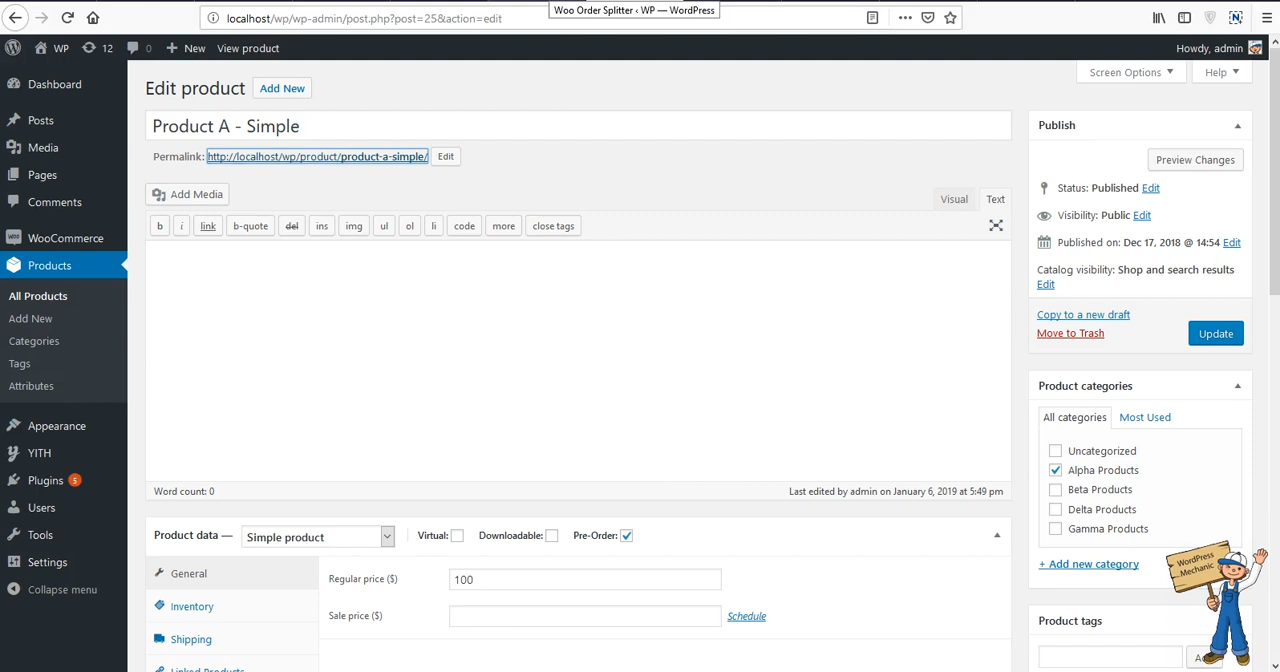 Woo Order Splitter ‹ WP — WordPress
localhost/wp/wp-admin/post.php?post=25&action=edit
WP 12 0 New View product
Howdy, admin
Dashboard
Posts
Media
Pages
Comments
WooCommerce
Products
All Products
Add New
Categories
Tags
Attributes
Appearance
YITH
Plugins 5
Users
Tools
Settings
Collapse menu
Screen Options
Help
Edit product
Add New
Product A - Simple
Permalink: http://localhost/wp/product/product-a-simple/ Edit
Add Media
Visual Text
b i link b-quote del ins img ul ol li code more close tags
Word count: 0
Last edited by admin on January 6, 2019 at 5:49 pm
Product data — Simple product Virtual: Downloadable: Pre-Order:
General
Inventory
Shipping
Linked Products
Regular price ($) 100
Sale price ($) Schedule
Publish
Preview Changes
Status: Published Edit
Visibility: Public Edit
Published on: Dec 17, 2018 @ 14:54 Edit
Catalog visibility: Shop and search results
Edit
Copy to a new draft
Move to Trash
Update
Product categories
All categories Most Used
Uncategorized
Alpha Products
Beta Products
Delta Products
Gamma Products
+ Add new category
WordPress
Mechanic
Product tags